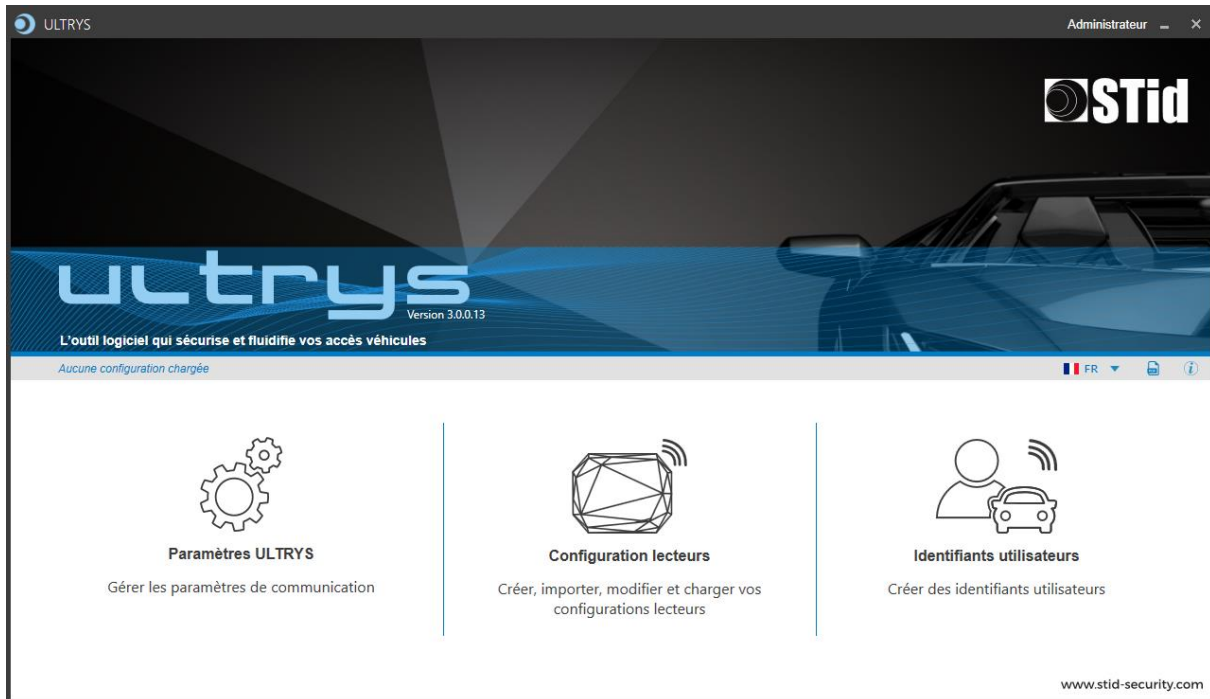 ULTRYS
Administrateur
STid
ultrys
Version 3.0.0.13
L'outil logiciel qui sécurise et fluidifie vos accès véhicules
Aucune configuration chargée
FR
Paramètres ULTRYS
Gérer les paramètres de communication
Configuration lecteurs
Créer, importer, modifier et charger vos
configurations lecteurs
Identifiants utilisateurs
Créer des identifiants utilisateurs
www.stid-security.com